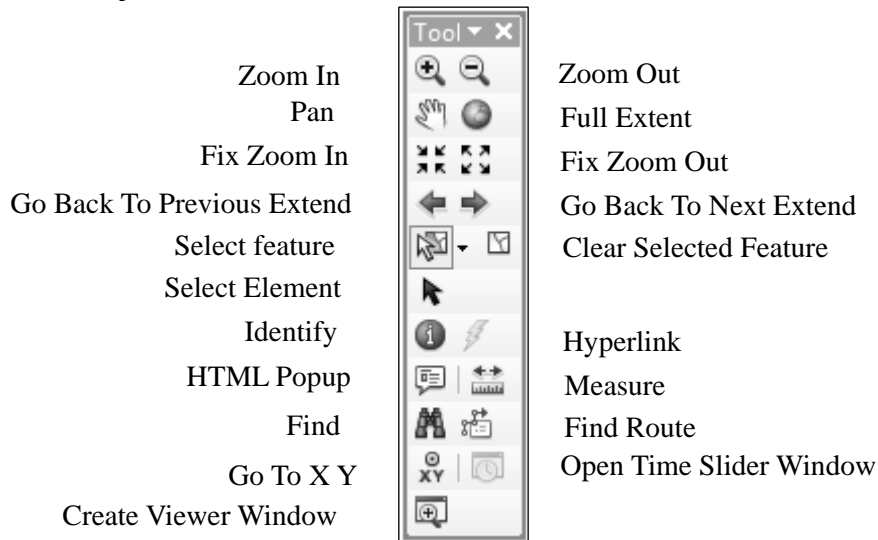 Tool
Zoom In Zoom Out
Pan Full Extent
Fix Zoom In Fix Zoom Out
Go Back To Previous Extend Go Back To Next Extend
Select feature Clear Selected Feature
Select Element
Identify Hyperlink
HTML Popup Measure
Find Find Route
Go To X Y XY Open Time Slider Window
Create Viewer Window